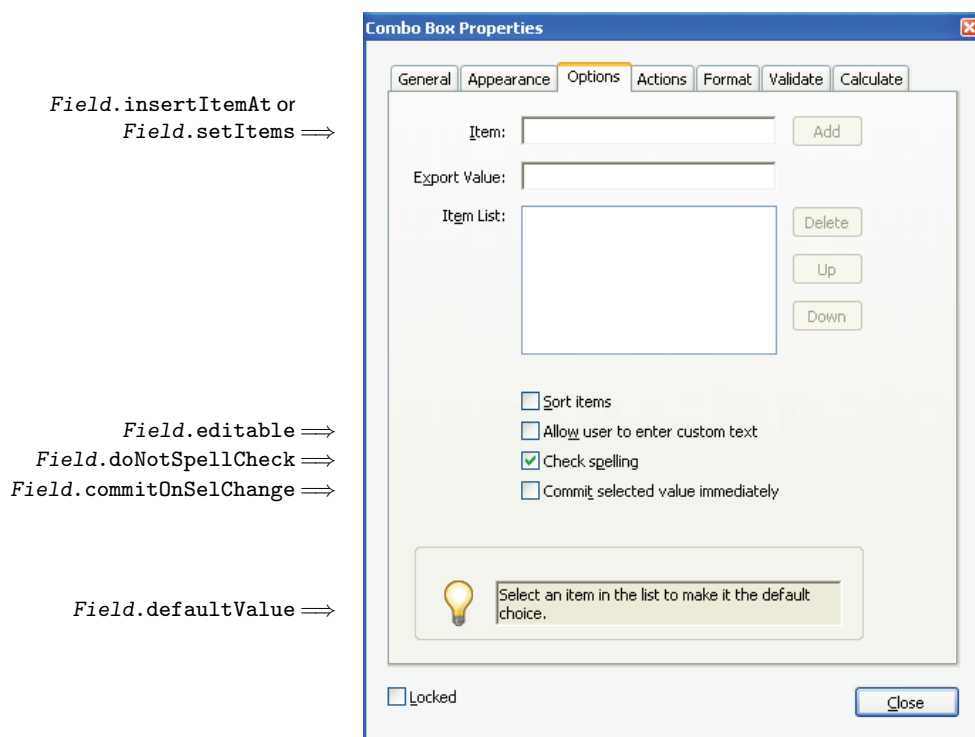 Combo Box Properties
General Appearance Options Actions Format Validate Calculate
Field.insertItemAt or
Field.setItems ⟹ Item: Add
Export Value:
Item List: Delete
Up
Down
Sort items
Field.editable ⟹ Allow user to enter custom text
Field.doNotSpellCheck ⟹ Check spelling
Field.commitOnSelChange ⟹ Commit selected value immediately
Field.defaultValue ⟹ Select an item in the list to make it the default
choice.
Locked Close